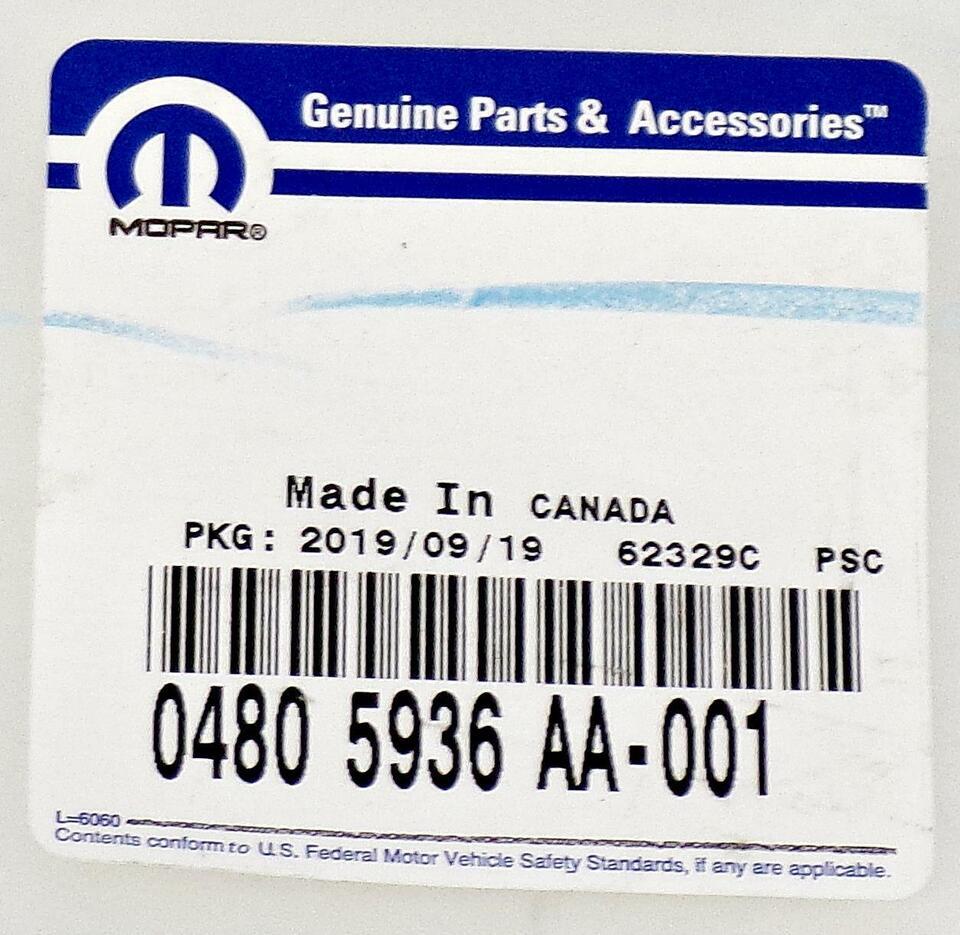 Genuine Parts & Accessories™
MOPAR®
Made In CANADA
PKG: 2019/09/19 62329C PSC
0480 5936 AA-001
L=6060
Contents conform to U.S. Federal Motor Vehicle Safety Standards, if any are applicable.